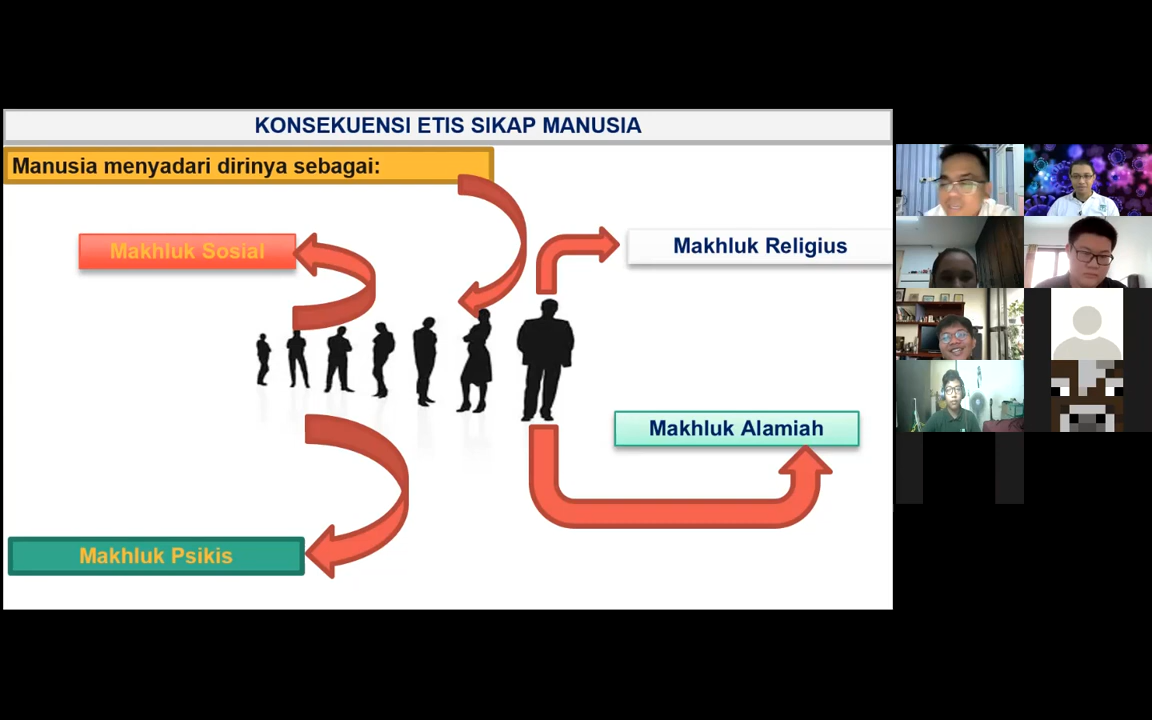 KONSEKUENSI ETIS SIKAP MANUSIA
Manusia menyadari dirinya sebagai:
Makhluk Sosial
Makhluk Religius
Makhluk Alamiah
Makhluk Psikis